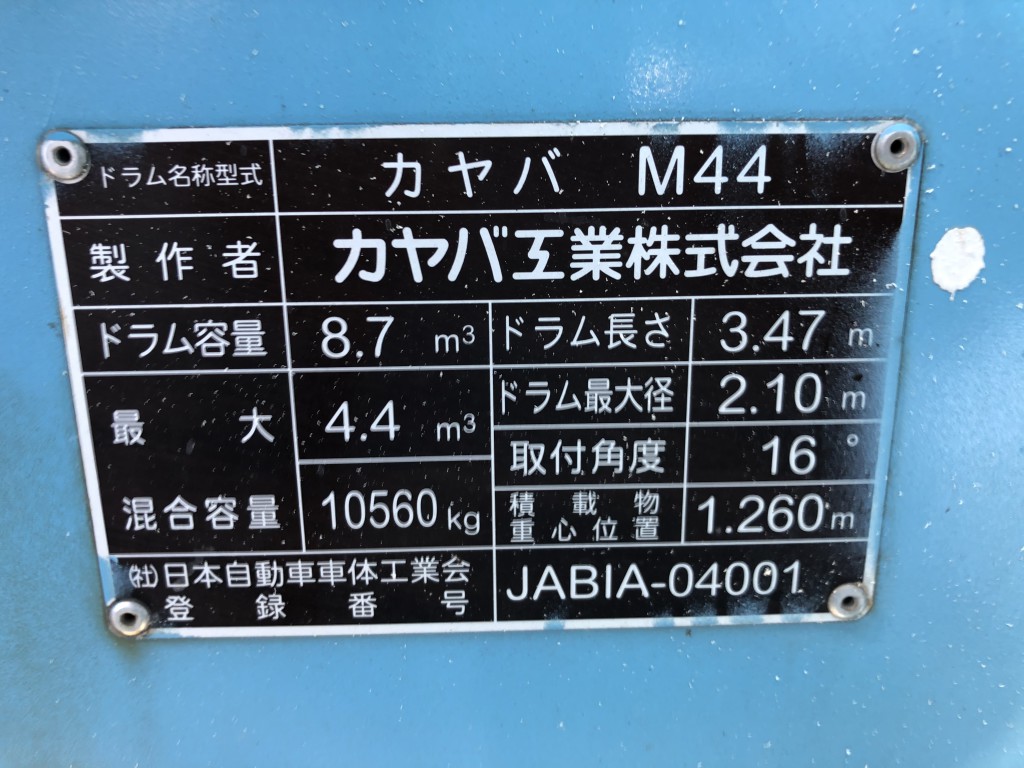 ドラム名称型式 カヤバ M44
製作者 カヤバ工業株式会社
ドラム容量 8.7 m³ ドラム長さ 3.47 m
最大 4.4 m³ ドラム最大径 2.10 m
取付角度 16°
混合容量 10560 kg 積載物 1.260 m
重心位置
(社)日本自動車車体工業会 JABIA-04001
登録番号